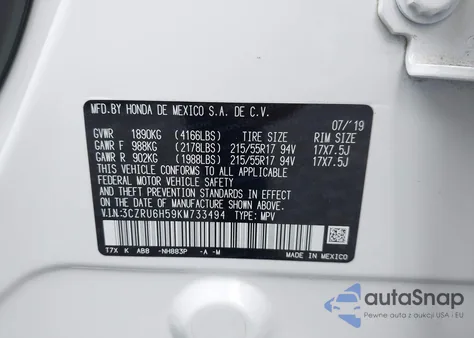 MFD.BY HONDA DE MEXICO S.A. DE C.V.
07/'19
GVWR 1890KG (4166LBS) TIRE SIZE RIM SIZE
GAWR F 988KG (2178LBS) 215/55R17 94V 17X7.5J
GAWR R 902KG (1988LBS) 215/55R17 94V 17X7.5J
THIS VEHICLE CONFORMS TO ALL APPLICABLE
FEDERAL MOTOR VEHICLE SAFETY, BUMPER,
AND THEFT PREVENTION STANDARDS IN EFFECT
ON THE DATE OF MANUFACTURE SHOWN ABOVE.
V.I.N:3CZRU6H59KM733494 TYPE: MPV
T7X K ABB -NH883P -A -M
MADE IN MEXICO
autoSnap
Pewne auta z USA i EU